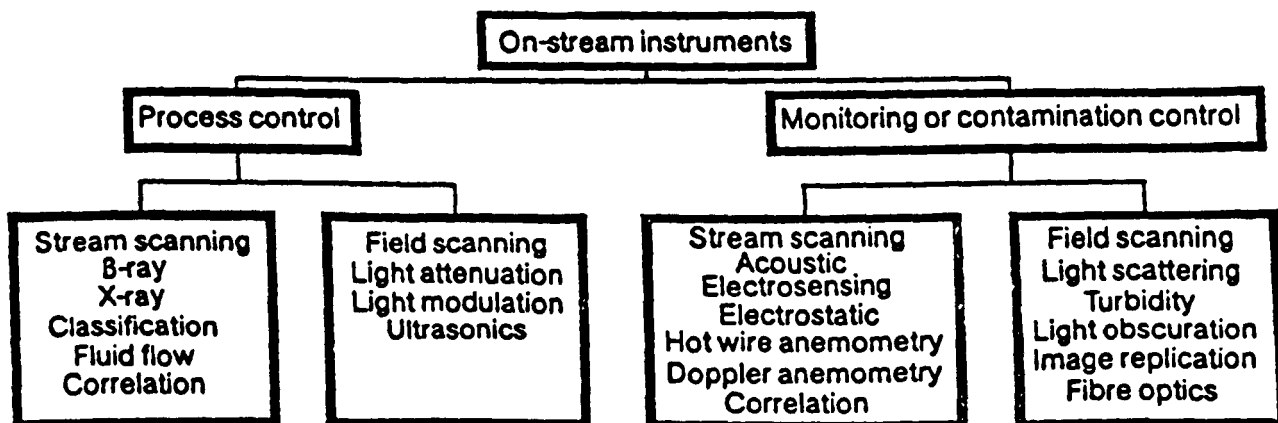 On-stream instruments
Process control
Monitoring or contamination control
Stream scanning
β-ray
X-ray
Classification
Fluid flow
Correlation
Field scanning
Light attenuation
Light modulation
Ultrasonics
Stream scanning
Acoustic
Electrosensing
Electrostatic
Hot wire anemometry
Doppler anemometry
Correlation
Field scanning
Light scattering
Turbidity
Light obscuration
Image replication
Fibre optics